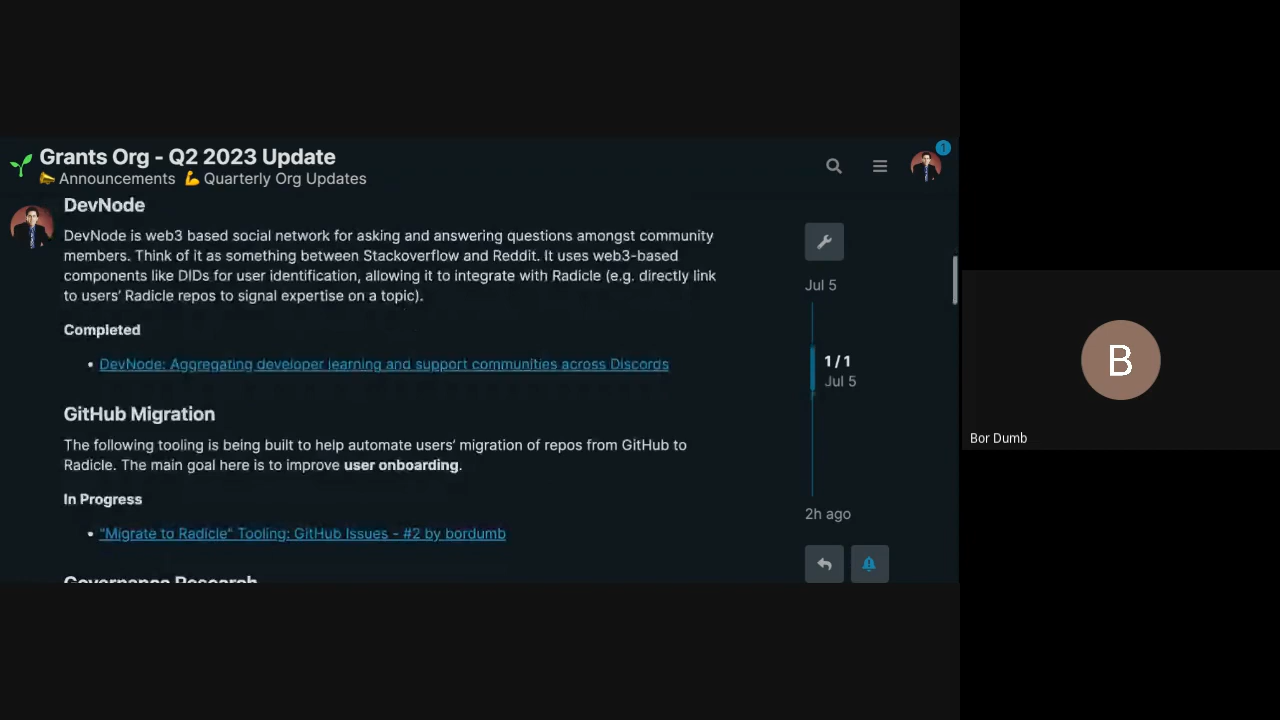 Grants Org - Q2 2023 Update
Announcements Quarterly Org Updates
1
DevNode
DevNode is web3 based social network for asking and answering questions amongst community
members. Think of it as something between Stackoverflow and Reddit. It uses web3-based
components like DIDs for user identification, allowing it to integrate with Radicle (e.g. directly link
to users’ Radicle repos to signal expertise on a topic).
Completed
• DevNode: Aggregating developer learning and support communities across Discords
GitHub Migration
The following tooling is being built to help automate users’ migration of repos from GitHub to
Radicle. The main goal here is to improve user onboarding.
In Progress
• “Migrate to Radicle” Tooling: GitHub Issues - #2 by bordumb
Governance Research
Jul 5
1 / 1
Jul 5
2h ago
B
Bor Dumb